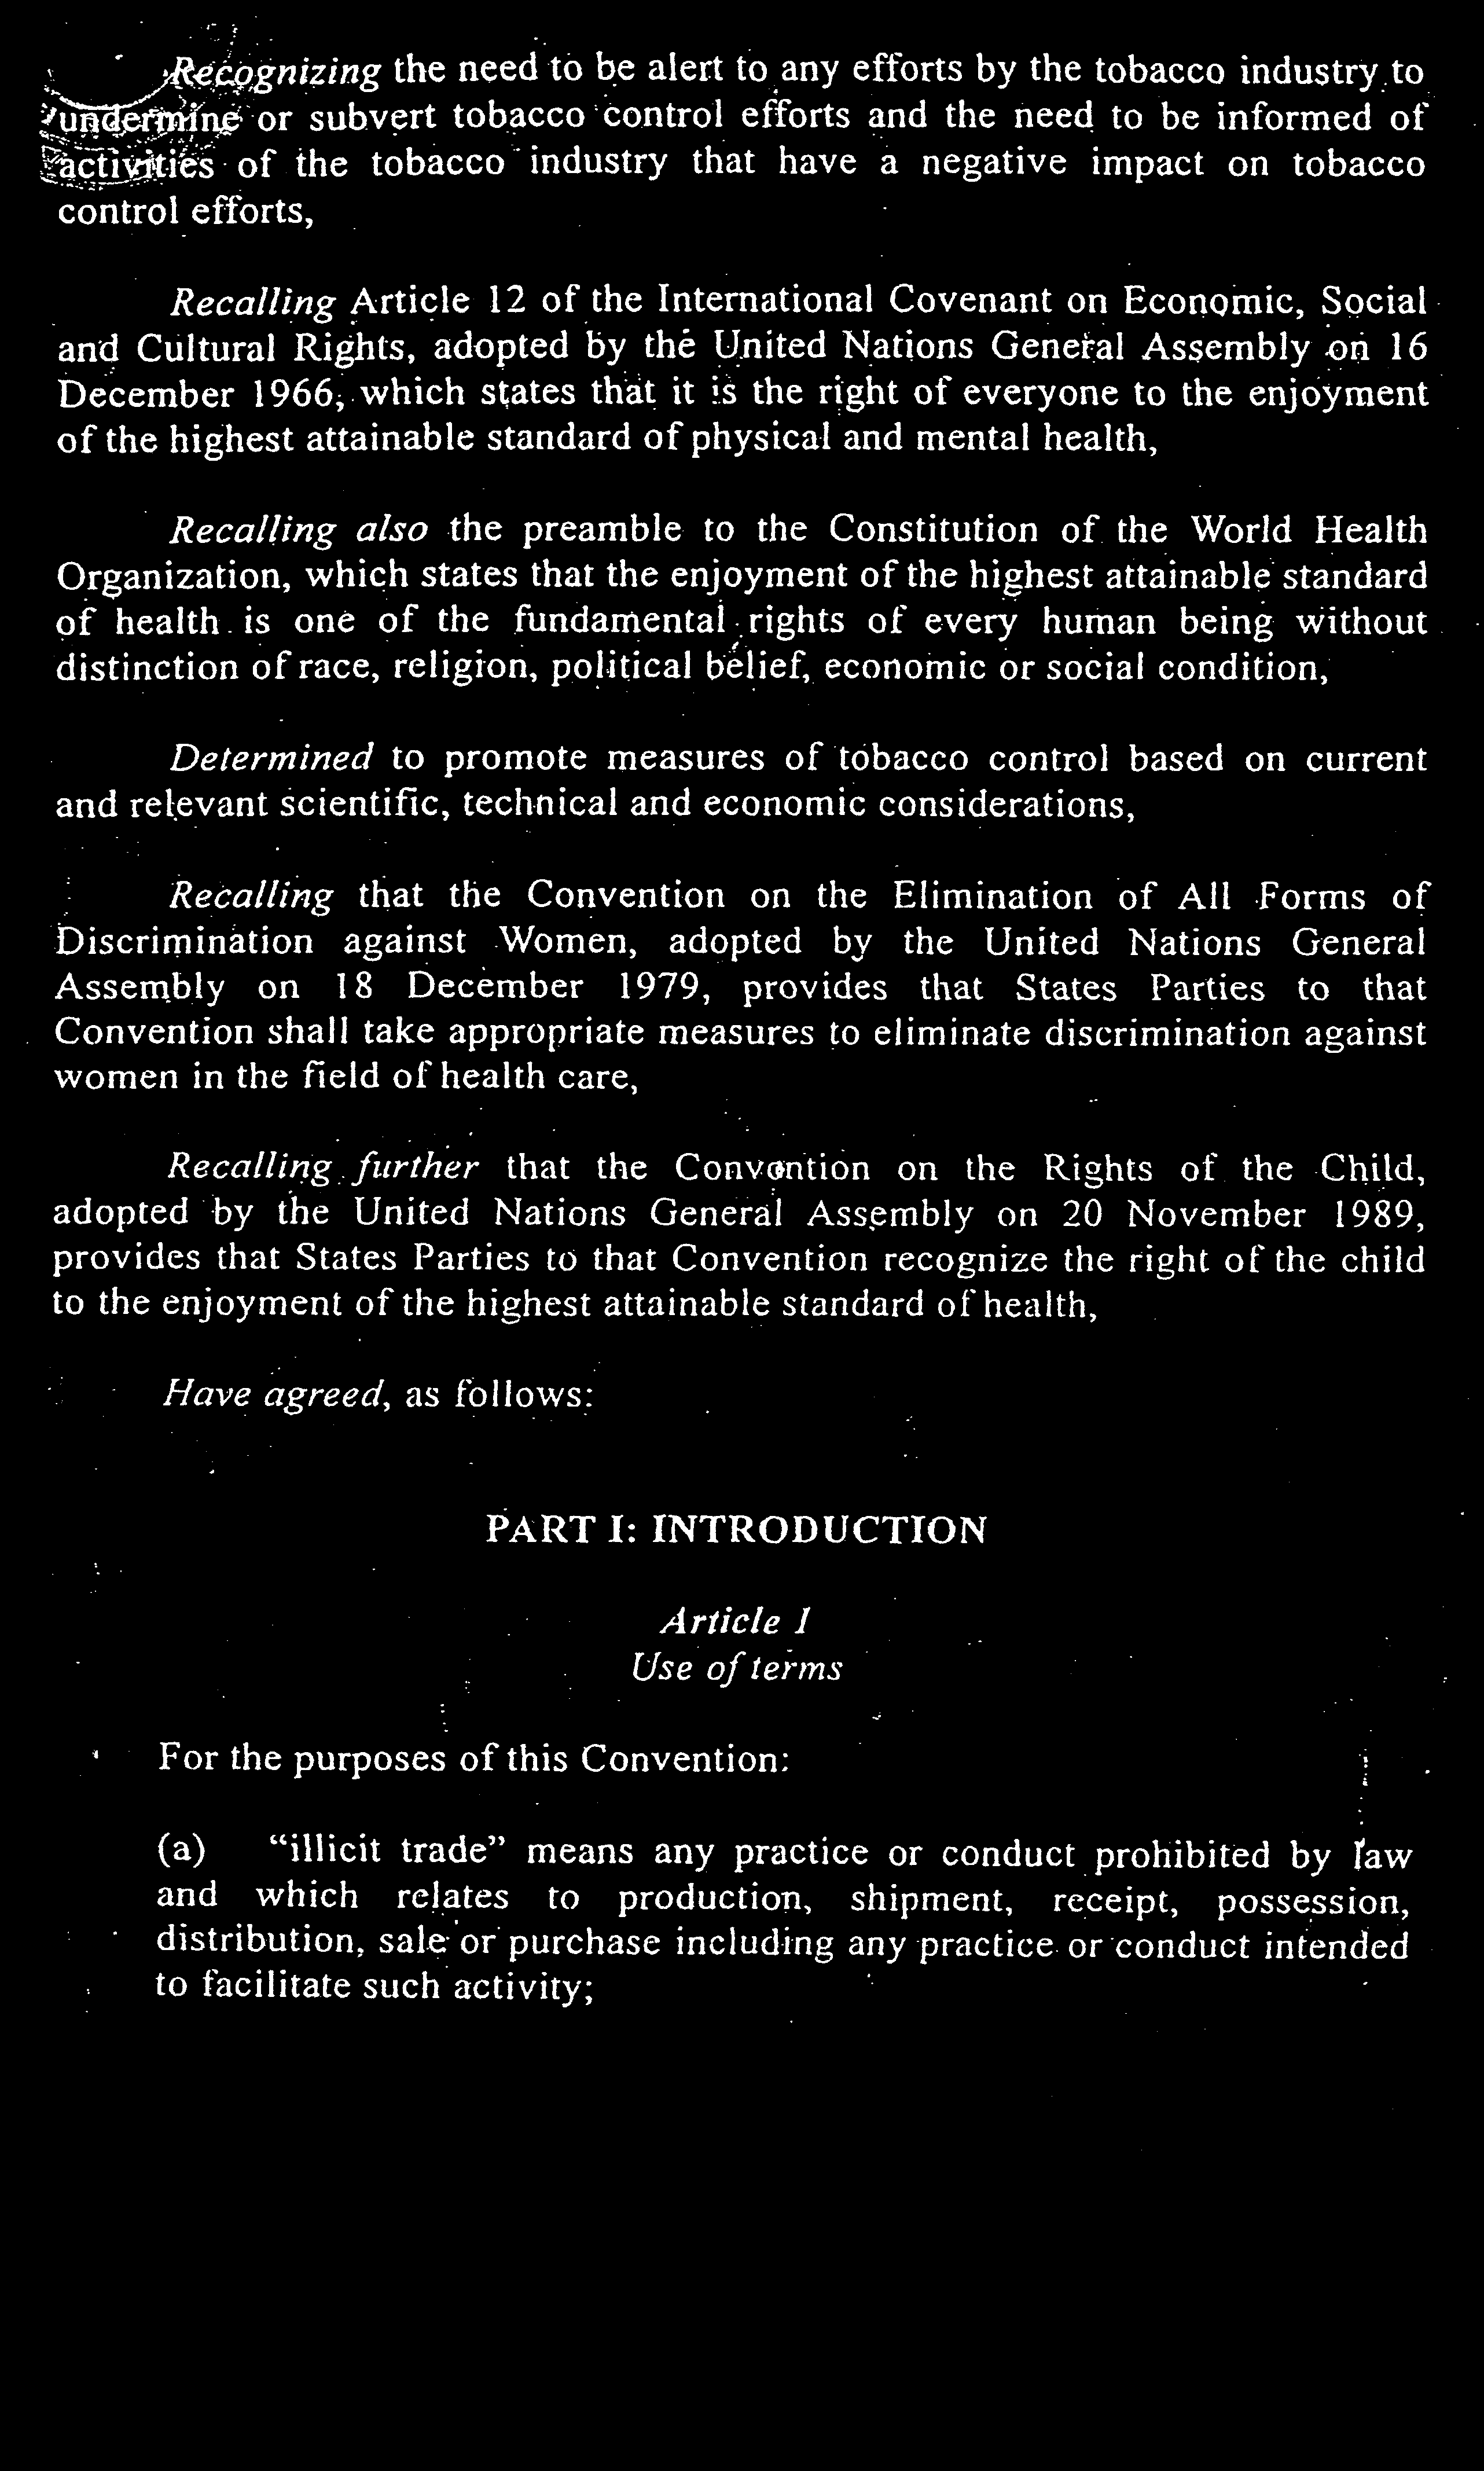 Recognizing the need to be alert to any efforts by the tobacco industry to
undermine or subvert tobacco control efforts and the need to be informed of
activities of the tobacco industry that have a negative impact on tobacco
control efforts,
Recalling Article 12 of the International Covenant on Economic, Social
and Cultural Rights, adopted by the United Nations General Assembly on 16
December 1966, which states that it is the right of everyone to the enjoyment
of the highest attainable standard of physical and mental health,
Recalling also the preamble to the Constitution of the World Health
Organization, which states that the enjoyment of the highest attainable standard
of health is one of the fundamental rights of every human being without
distinction of race, religion, political belief, economic or social condition,
Determined to promote measures of tobacco control based on current
and relevant scientific, technical and economic considerations,
Recalling that the Convention on the Elimination of All Forms of
Discrimination against Women, adopted by the United Nations General
Assembly on 18 December 1979, provides that States Parties to that
Convention shall take appropriate measures to eliminate discrimination against
women in the field of health care,
Recalling further that the Convention on the Rights of the Child,
adopted by the United Nations General Assembly on 20 November 1989,
provides that States Parties to that Convention recognize the right of the child
to the enjoyment of the highest attainable standard of health,
Have agreed, as follows:
PART I: INTRODUCTION
Article 1
Use of terms
For the purposes of this Convention:
(a) “illicit trade” means any practice or conduct prohibited by law
and which relates to production, shipment, receipt, possession,
distribution, sale or purchase including any practice or conduct intended
to facilitate such activity;